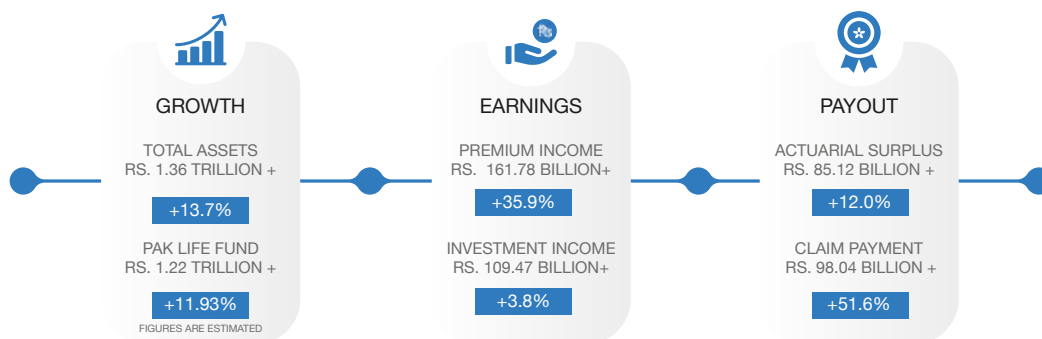 GROWTH
TOTAL ASSETS
RS. 1.36 TRILLION +
+13.7%
PAK LIFE FUND
RS. 1.22 TRILLION +
+11.93%
FIGURES ARE ESTIMATED
EARNINGS
PREMIUM INCOME
RS. 161.78 BILLION+
+35.9%
INVESTMENT INCOME
RS. 109.47 BILLION+
+3.8%
PAYOUT
ACTUARIAL SURPLUS
RS. 85.12 BILLION +
+12.0%
CLAIM PAYMENT
RS. 98.04 BILLION +
+51.6%